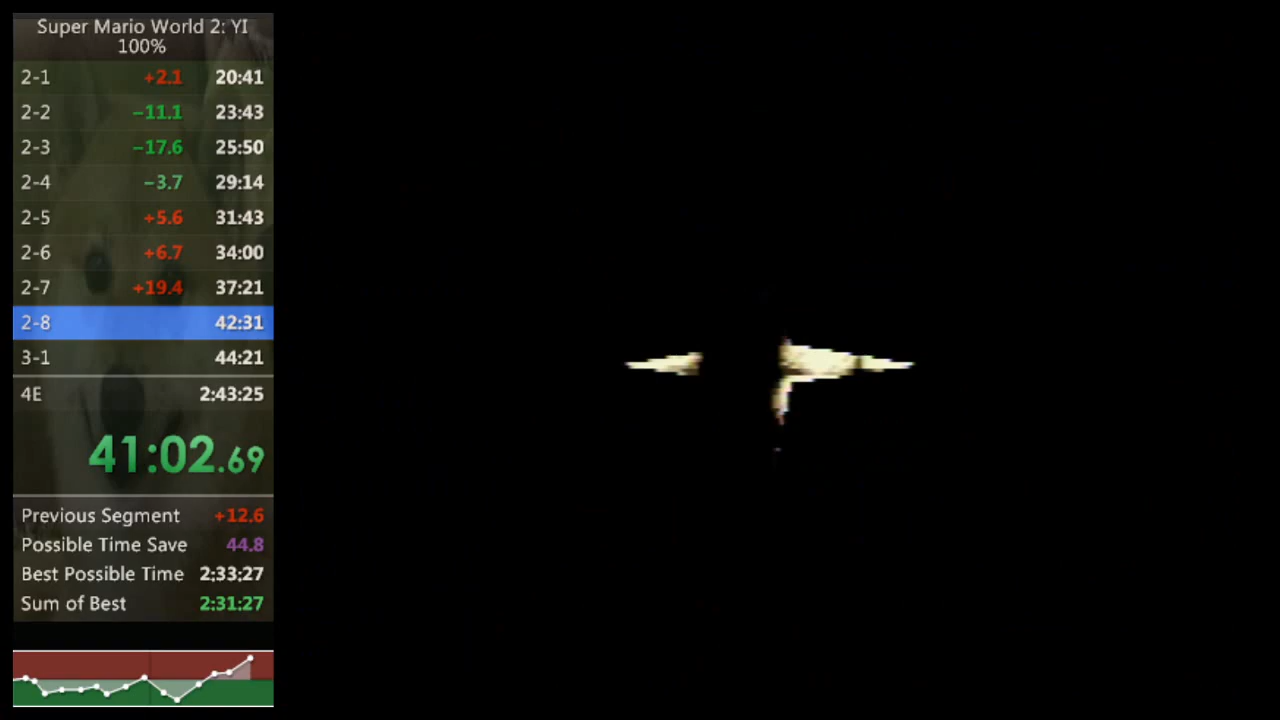 Super Mario World 2: YI
100%
2-1 +2.1 20:41
2-2 −11.1 23:43
2-3 −17.6 25:50
2-4 −3.7 29:14
2-5 +5.6 31:43
2-6 +6.7 34:00
2-7 +19.4 37:21
2-8 42:31
3-1 44:21
4E 2:43:25
41:02.69
Previous Segment +12.6
Possible Time Save 44.8
Best Possible Time 2:33:27
Sum of Best 2:31:27